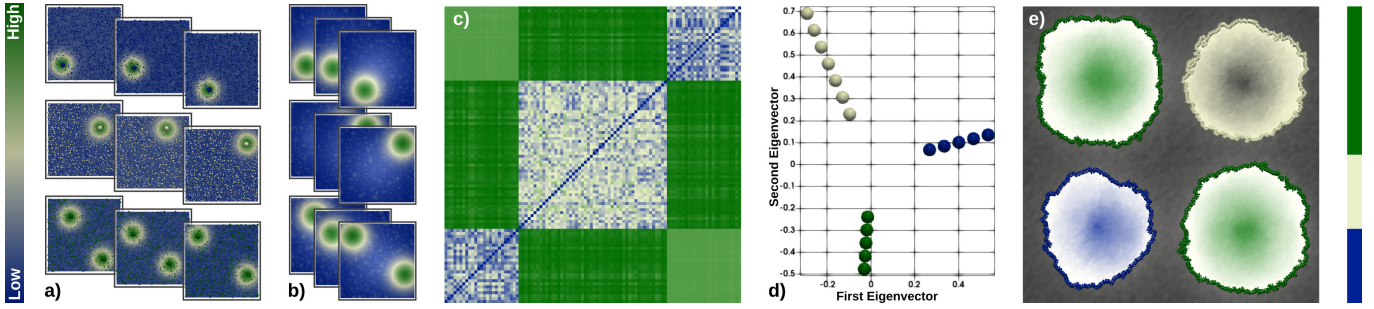 High
Low
a)
b)
c)
Second Eigenvector
0.7
0.6
0.5
0.4
0.3
0.2
0.1
0
-0.1
-0.2
-0.3
-0.4
-0.5
-0.2
0
0.2
0.4
First Eigenvector
d)
e)